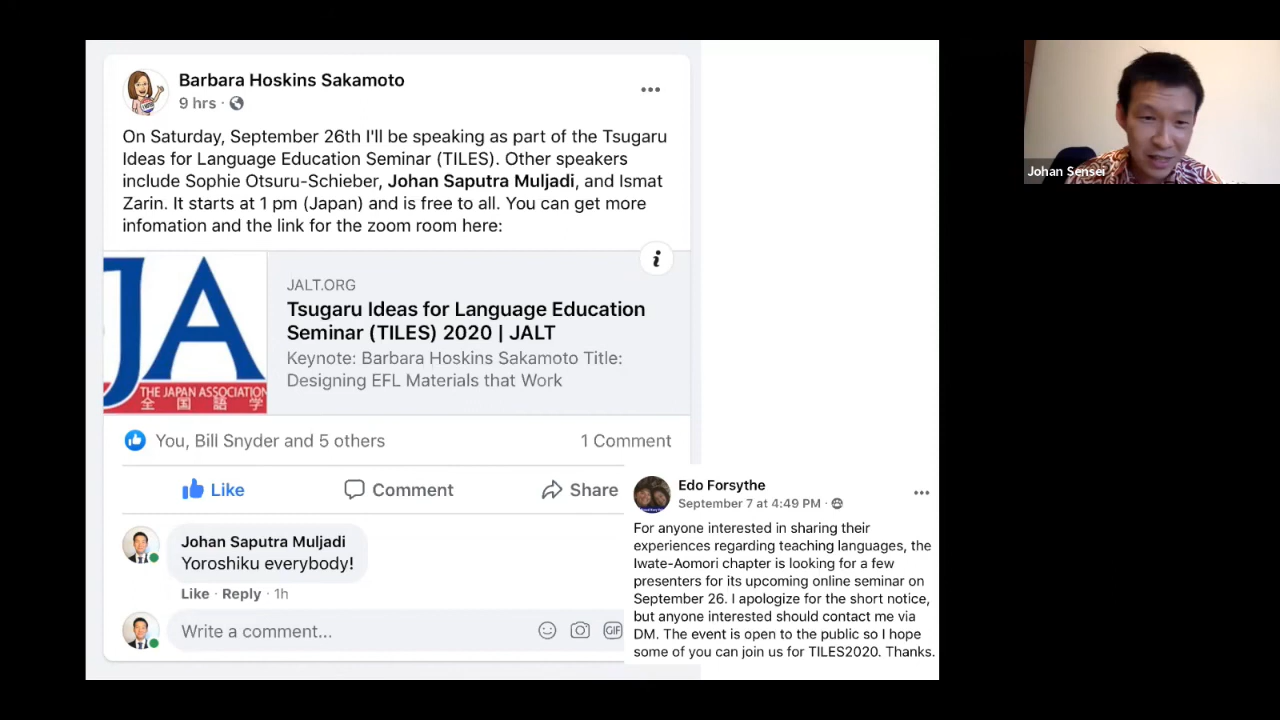 Barbara Hoskins Sakamoto
9 hrs ·
On Saturday, September 26th I'll be speaking as part of the Tsugaru
Ideas for Language Education Seminar (TILES). Other speakers
include Sophie Otsuru-Schieber, Johan Saputra Muljadi, and Ismat
Zarin. It starts at 1 pm (Japan) and is free to all. You can get more
infomation and the link for the zoom room here:
JA
THE JAPAN ASSOCIATION
全国語学
i
JALT.ORG
Tsugaru Ideas for Language Education
Seminar (TILES) 2020 | JALT
Keynote: Barbara Hoskins Sakamoto Title:
Designing EFL Materials that Work
You, Bill Snyder and 5 others
1 Comment
Like
Comment
Share
Johan Saputra Muljadi
Yoroshiku everybody!
Like · Reply · 1h
Write a comment...
GIF
Edo Forsythe
September 7 at 4:49 PM ·
For anyone interested in sharing their
experiences regarding teaching languages, the
Iwate-Aomori chapter is looking for a few
presenters for its upcoming online seminar on
September 26. I apologize for the short notice,
but anyone interested should contact me via
DM. The event is open to the public so I hope
some of you can join us for TILES2020. Thanks.
Johan Sensei